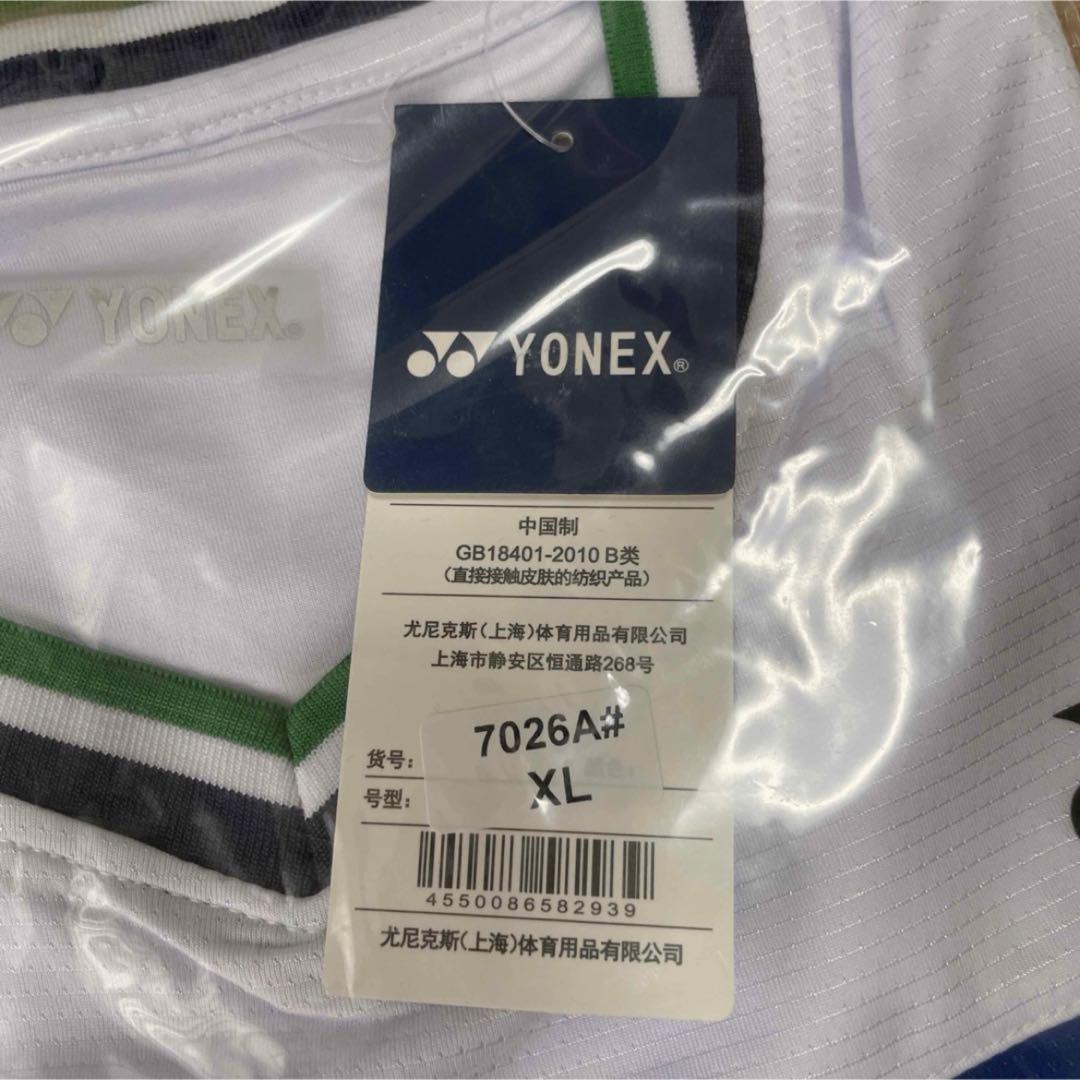 YONEX®
YONEX®
中国制
GB18401-2010 B类
(直接接触皮肤的纺织产品)
尤尼克斯(上海)体育用品有限公司
上海市静安区恒通路268号
货号: 7026A#
号型: XL
4550086582939
尤尼克斯(上海)体育用品有限公司